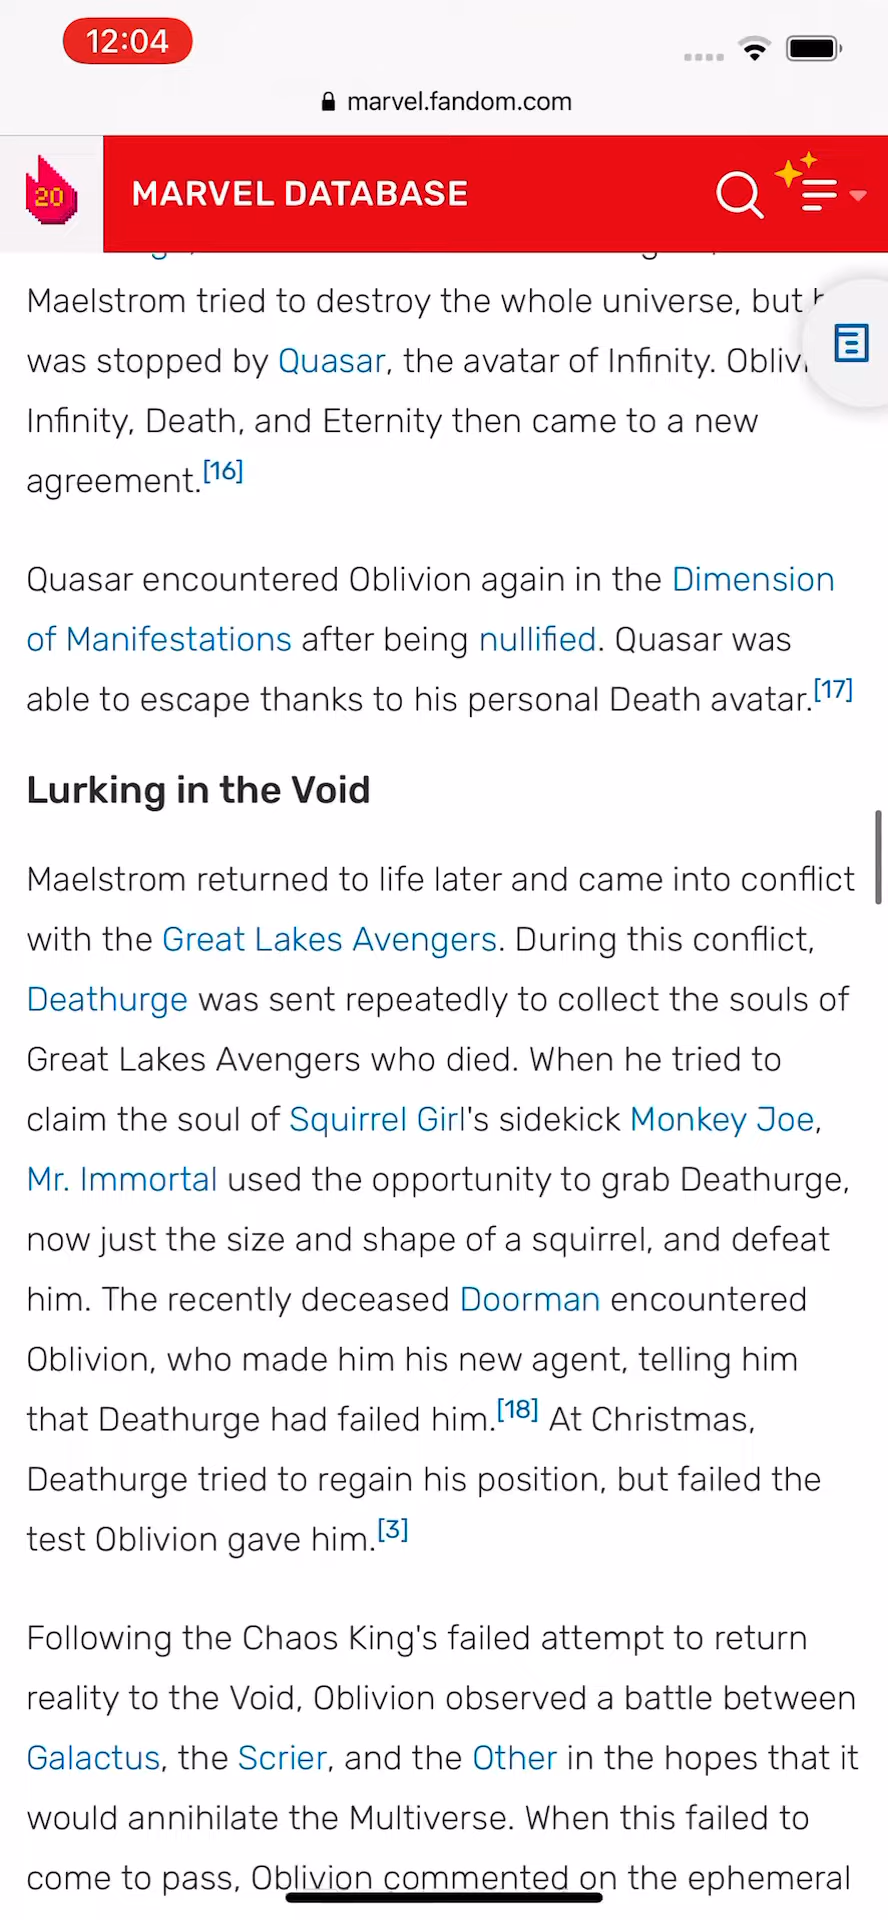 12:04
marvel.fandom.com
20
MARVEL DATABASE
Maelstrom tried to destroy the whole universe, but
was stopped by Quasar, the avatar of Infinity.
Infinity, Death, and Eternity then came to a new
agreement.[16]
Quasar encountered Oblivion again in the Dimension
of Manifestations after being nullified. Quasar was
able to escape thanks to his personal Death avatar.[17]
Lurking in the Void
Maelstrom returned to life later and came into conflict
with the Great Lakes Avengers. During this conflict,
Deathurge was sent repeatedly to collect the souls of
Great Lakes Avengers who died. When he tried to
claim the soul of Squirrel Girl's sidekick Monkey Joe,
Mr. Immortal used the opportunity to grab Deathurge,
now just the size and shape of a squirrel, and defeat
him. The recently deceased Doorman encountered
Oblivion, who made him his new agent, telling him
that Deathurge had failed him.[18] At Christmas,
Deathurge tried to regain his position, but failed the
test Oblivion gave him.[3]
Following the Chaos King's failed attempt to return
reality to the Void, Oblivion observed a battle between
Galactus, the Scrier, and the Other in the hopes that it
would annihilate the Multiverse. When this failed to
come to pass, Oblivion commented on the ephemeral